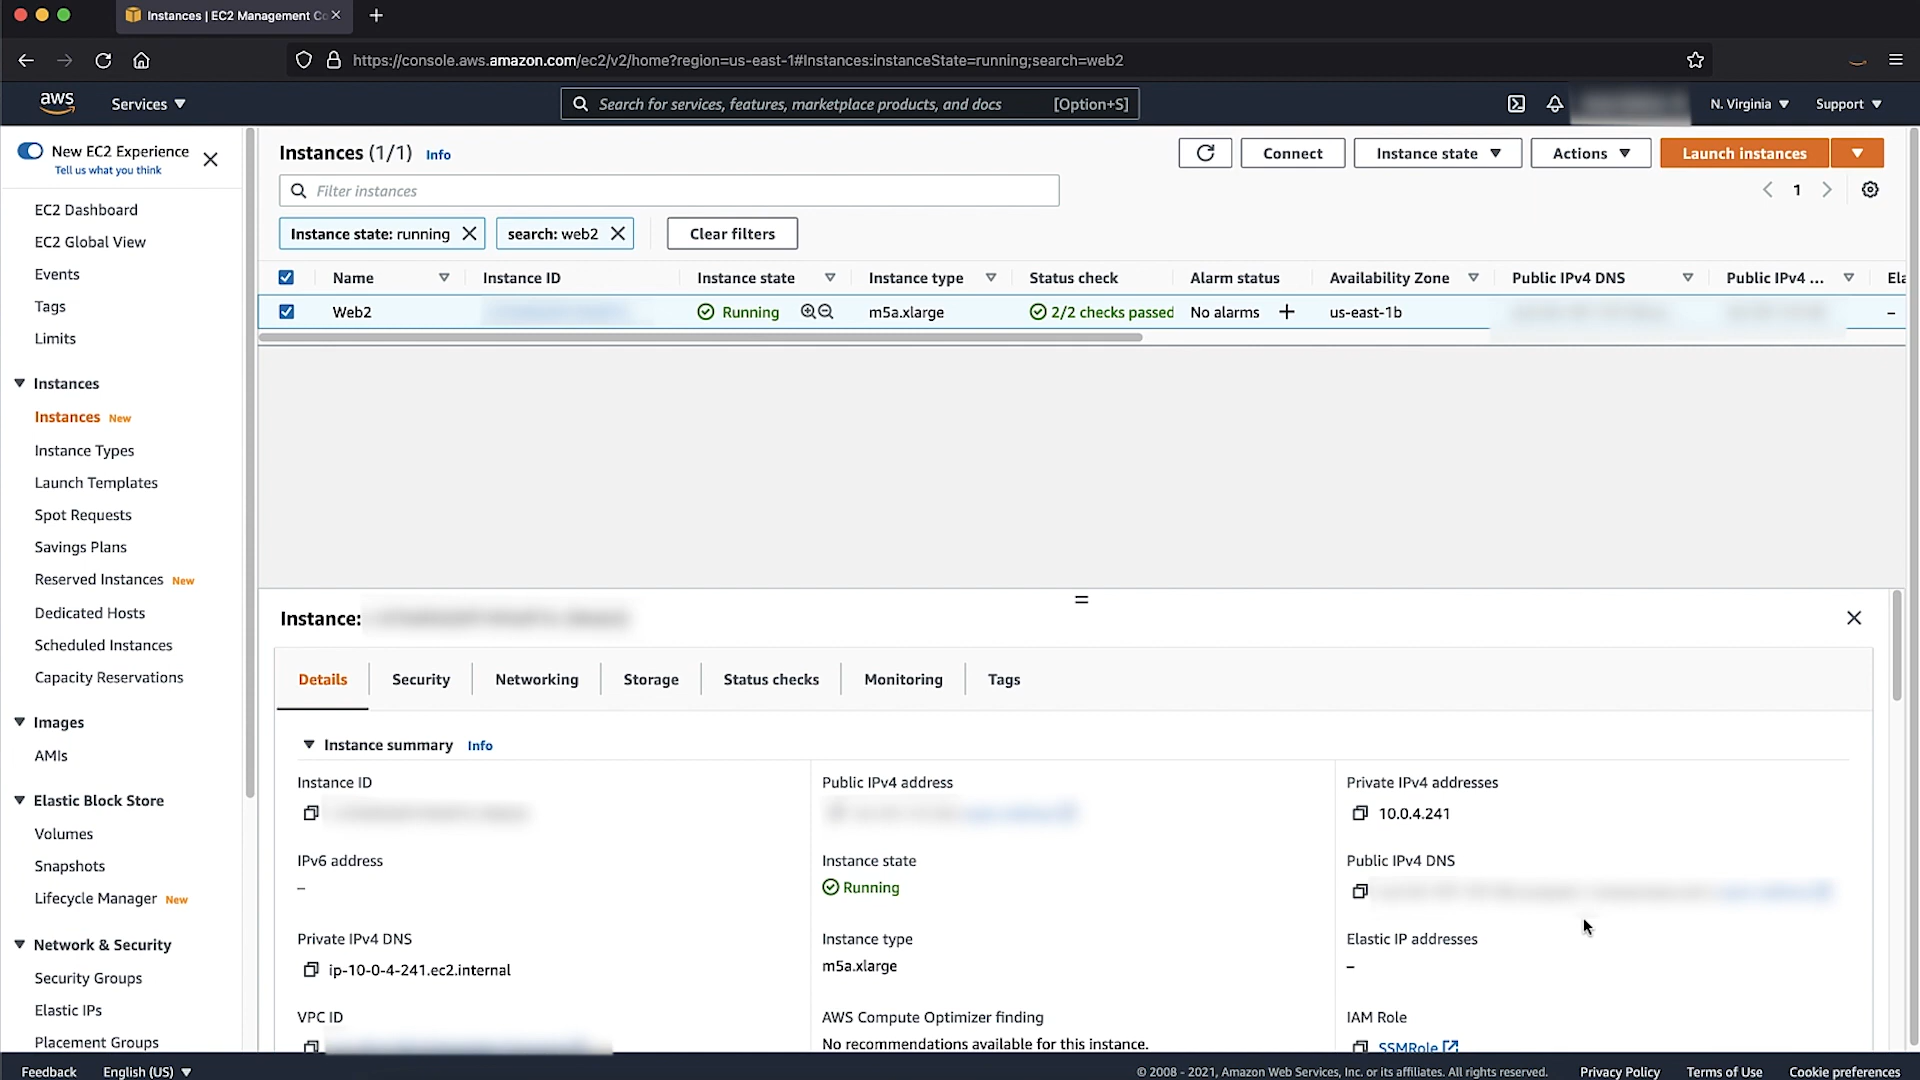 Instances | EC2 Management Co
https://console.aws.amazon.com/ec2/v2/home?region=us-east-1#Instances:instanceState=running;search=web2
aws Services Search for services, features, marketplace products, and docs [Option+S] N. Virginia Support
New EC2 Experience
Tell us what you think
EC2 Dashboard
EC2 Global View
Events
Tags
Limits
Instances
Instances New
Instance Types
Launch Templates
Spot Requests
Savings Plans
Reserved Instances New
Dedicated Hosts
Scheduled Instances
Capacity Reservations
Images
AMIs
Elastic Block Store
Volumes
Snapshots
Lifecycle Manager New
Network & Security
Security Groups
Elastic IPs
Placement Groups
Instances (1/1) Info Connect Instance state Actions Launch instances
Filter instances 1
Instance state: running search: web2 Clear filters
Name Instance ID Instance state Instance type Status check Alarm status Availability Zone Public IPv4 DNS Public IPv4 ... Ela
Web2 Running m5a.xlarge 2/2 checks passed No alarms us-east-1b –
Instance:
Details Security Networking Storage Status checks Monitoring Tags
Instance summary Info
Instance ID Public IPv4 address Private IPv4 addresses
10.0.4.241
IPv6 address Instance state Public IPv4 DNS
– Running
Private IPv4 DNS Instance type Elastic IP addresses
ip-10-0-4-241.ec2.internal m5a.xlarge –
VPC ID AWS Compute Optimizer finding IAM Role
No recommendations available for this instance. SSMRole
Feedback English (US) © 2008 - 2021, Amazon Web Services, Inc. or its affiliates. All rights reserved. Privacy Policy Terms of Use Cookie preferences